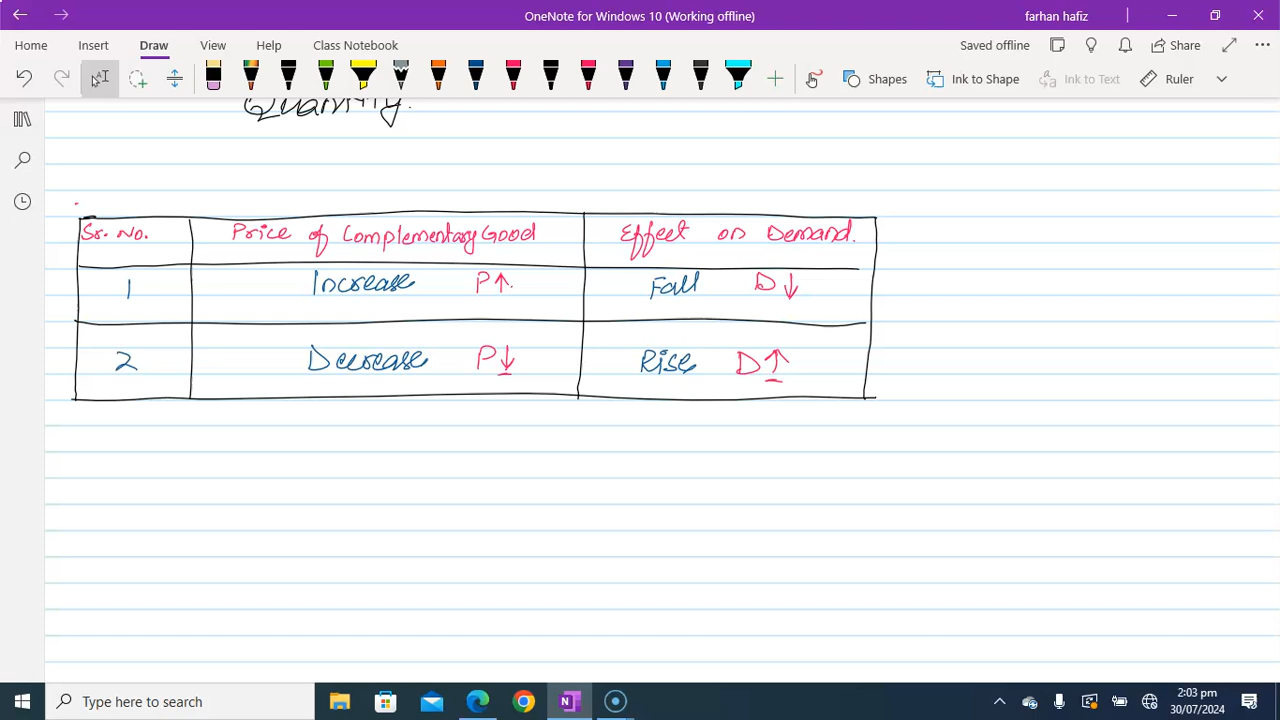 OneNote for Windows 10 (Working offline)
farhan hafiz
Home Insert Draw View Help Class Notebook
Saved offline
Share
Shapes
Ink to Shape
Ink to Text
Ruler
Quantity.
Sr. No. Price of Complementary Good Effect on Demand.
1 Increase P↑ Fall D↓
2 Decrease P↓ Rise D↑
Type here to search
2:03 pm
30/07/2024